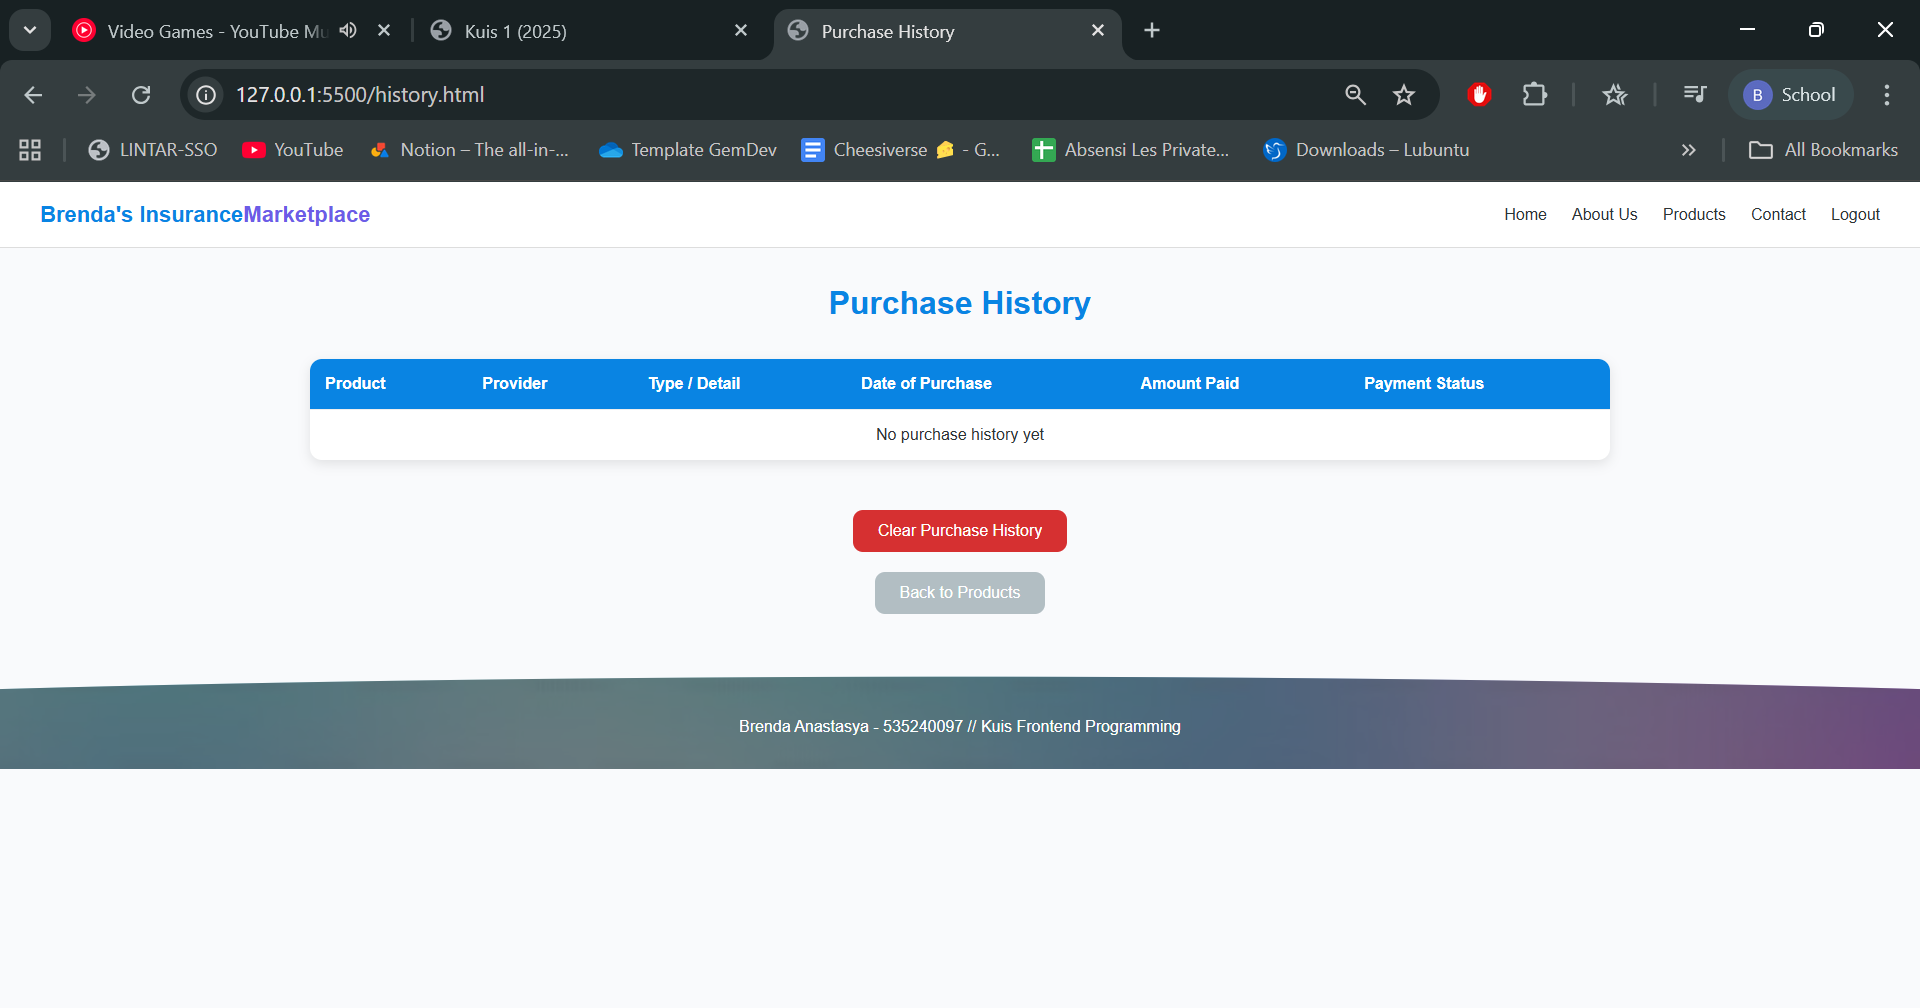 Video Games - YouTube Mu
Kuis 1 (2025)
Purchase History
127.0.0.1:5500/history.html
B School
LINTAR-SSO
YouTube
Notion – The all-in-...
Template GemDev
Cheesiverse 🧀 - G...
Absensi Les Private...
Downloads – Lubuntu
All Bookmarks
Brenda's InsuranceMarketplace
Home About Us Products Contact Logout
Purchase History
Product Provider Type / Detail Date of Purchase Amount Paid Payment Status
No purchase history yet
Clear Purchase History
Back to Products
Brenda Anastasya - 535240097 // Kuis Frontend Programming